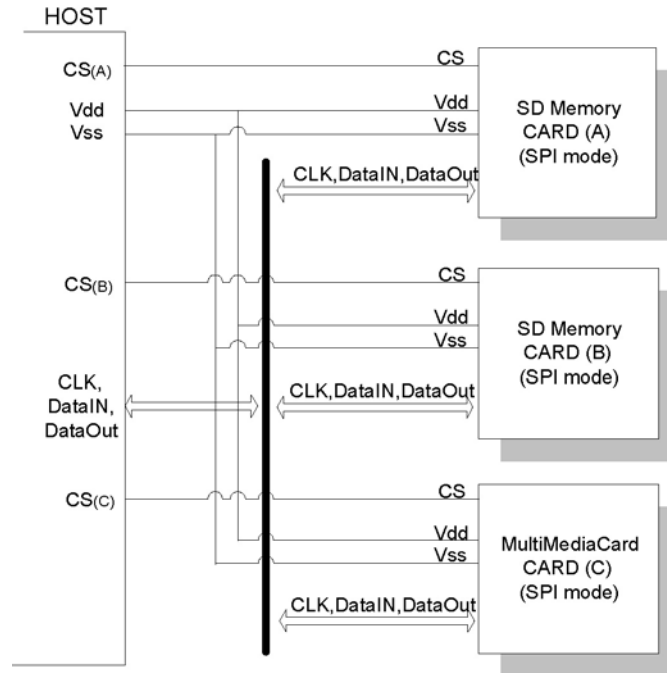 HOST
CS(A)
Vdd
Vss
CS
Vdd
Vss
SD Memory
CARD (A)
(SPI mode)
CLK,DataIN,DataOut
CS(B)
CS
Vdd
Vss
SD Memory
CARD (B)
(SPI mode)
CLK,
DataIN,
DataOut
CLK,DataIN,DataOut
CS(C)
CS
Vdd
Vss
MultiMediaCard
CARD (C)
(SPI mode)
CLK,DataIN,DataOut